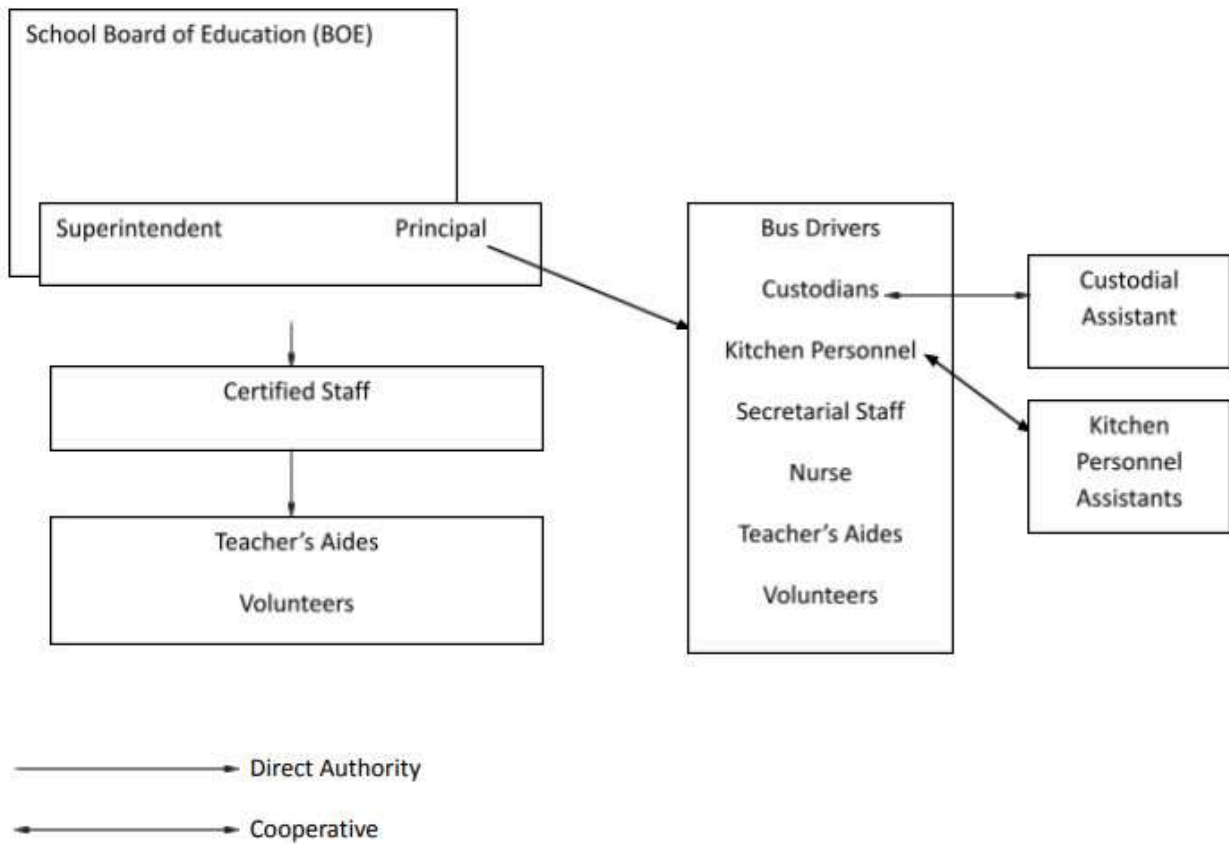 School Board of Education (BOE)
Superintendent
Principal
Certified Staff
Teacher’s Aides
Volunteers
Bus Drivers
Custodians
Kitchen Personnel
Secretarial Staff
Nurse
Teacher’s Aides
Volunteers
Custodial
Assistant
Kitchen
Personnel
Assistants
Direct Authority
Cooperative